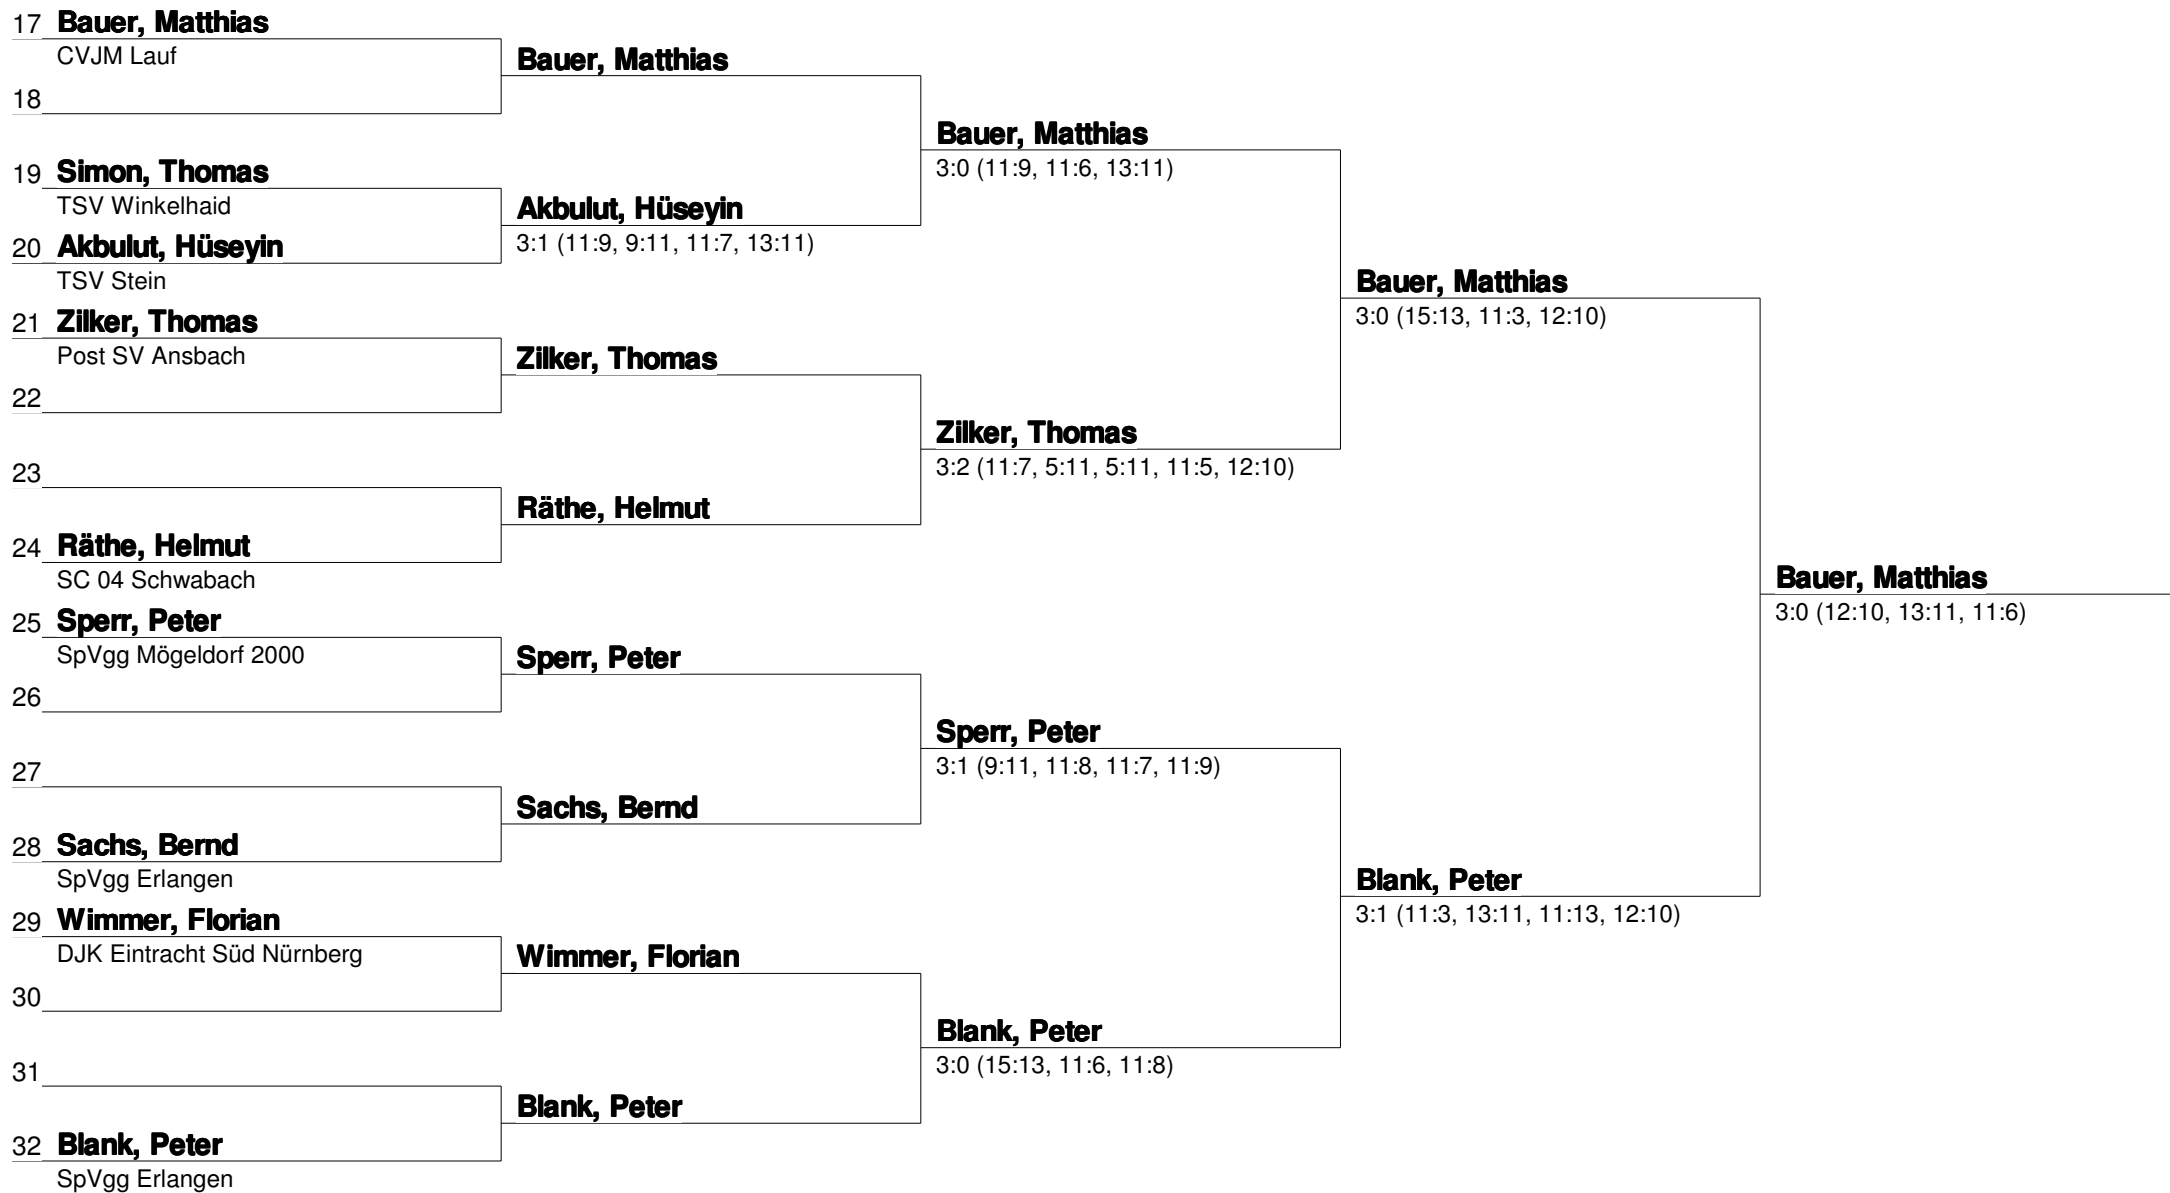 17 Bauer, Matthias
CVJM Lauf
Bauer, Matthias
18
Bauer, Matthias
3:0 (11:9, 11:6, 13:11)
19 Simon, Thomas
TSV Winkelhaid
Akbulut, Hüseyin
3:1 (11:9, 9:11, 11:7, 13:11)
20 Akbulut, Hüseyin
TSV Stein
Bauer, Matthias
3:0 (15:13, 11:3, 12:10)
21 Zilker, Thomas
Post SV Ansbach
Zilker, Thomas
22
Zilker, Thomas
3:2 (11:7, 5:11, 5:11, 11:5, 12:10)
23
Räthe, Helmut
24 Räthe, Helmut
SC 04 Schwabach
Bauer, Matthias
3:0 (12:10, 13:11, 11:6)
25 Sperr, Peter
SpVgg Mögeldorf 2000
Sperr, Peter
26
Sperr, Peter
3:1 (9:11, 11:8, 11:7, 11:9)
27
Sachs, Bernd
28 Sachs, Bernd
SpVgg Erlangen
Blank, Peter
3:1 (11:3, 13:11, 11:13, 12:10)
29 Wimmer, Florian
DJK Eintracht Süd Nürnberg
Wimmer, Florian
30
Blank, Peter
3:0 (15:13, 11:6, 11:8)
31
Blank, Peter
32 Blank, Peter
SpVgg Erlangen